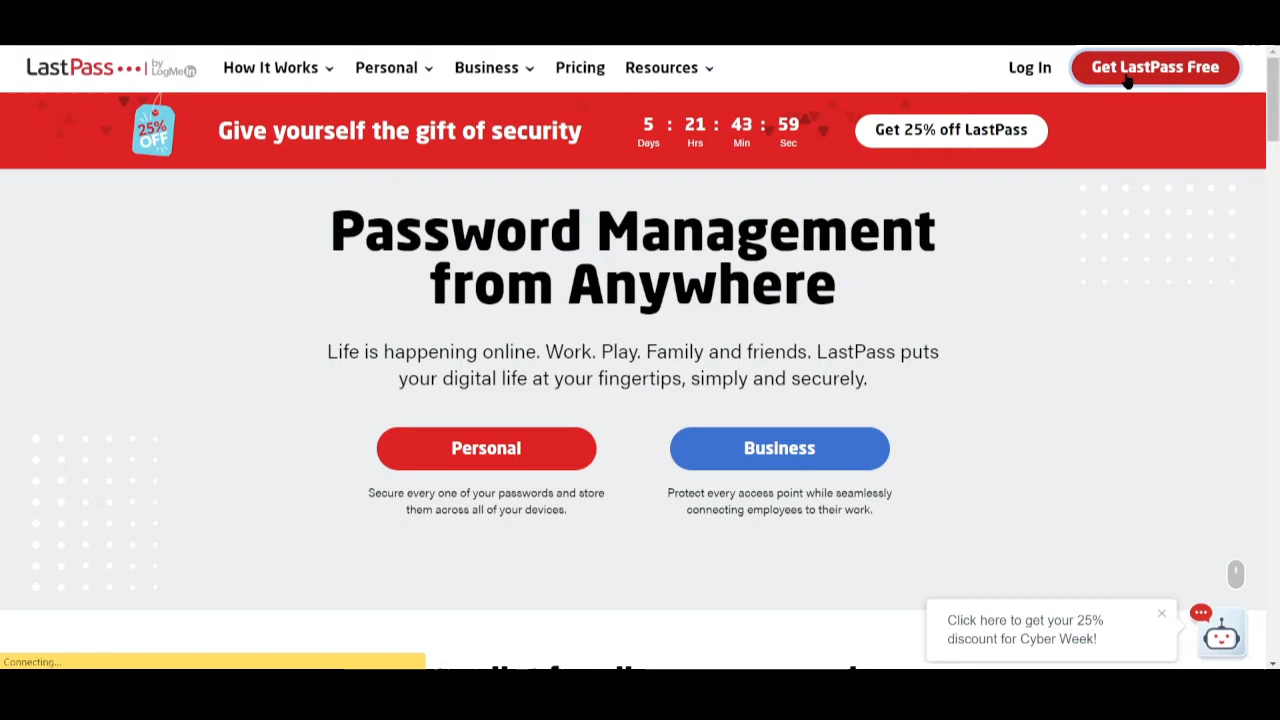 LastPass •••| by LogMeIn
How It Works
Personal
Business
Pricing
Resources
Log In
Get LastPass Free
25% OFF
Give yourself the gift of security
5 : 21 : 43 : 59
Days Hrs Min Sec
Get 25% off LastPass
Password Management
from Anywhere
Life is happening online. Work. Play. Family and friends. LastPass puts
your digital life at your fingertips, simply and securely.
Personal
Business
Secure every one of your passwords and store
them across all of your devices.
Protect every access point while seamlessly
connecting employees to their work.
Click here to get your 25%
discount for Cyber Week!
Connecting...